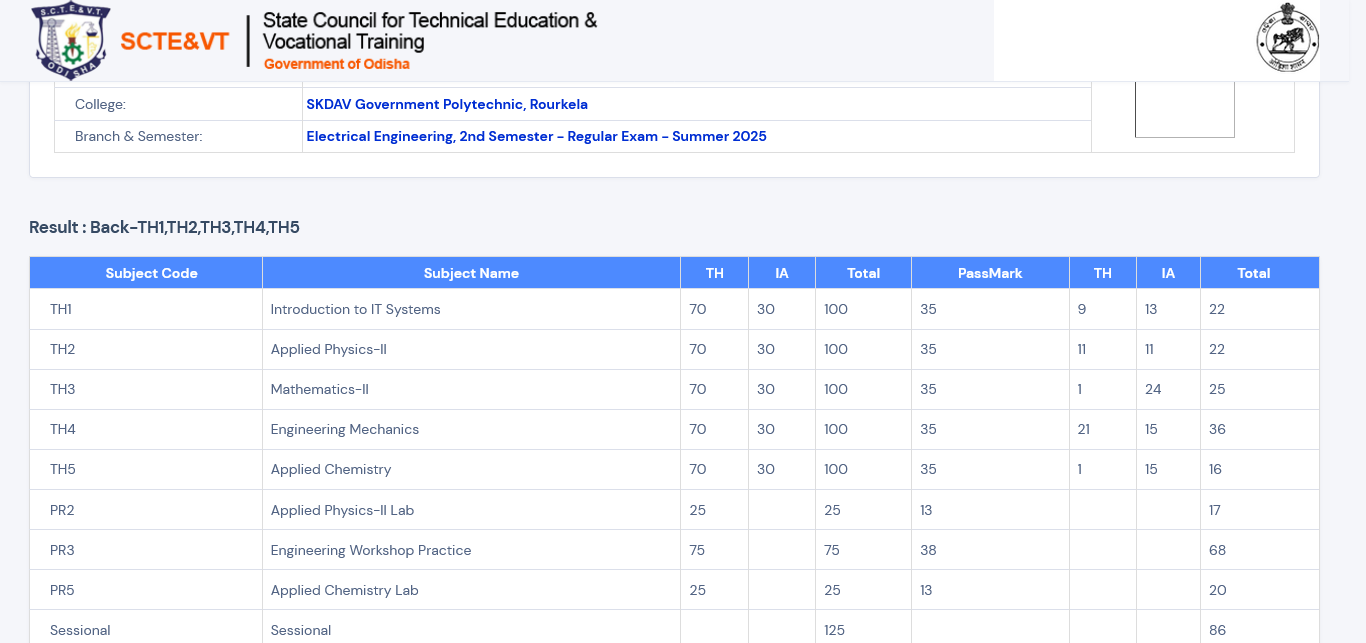 S.C.T.E.& V.T.
ODISHA
SCTE&VT
State Council for Technical Education &
Vocational Training
Government of Odisha
College: SKDAV Government Polytechnic, Rourkela
Branch & Semester: Electrical Engineering, 2nd Semester - Regular Exam - Summer 2025
Result : Back-TH1,TH2,TH3,TH4,TH5
Subject Code Subject Name TH IA Total PassMark TH IA Total
TH1 Introduction to IT Systems 70 30 100 35 9 13 22
TH2 Applied Physics-II 70 30 100 35 11 11 22
TH3 Mathematics-II 70 30 100 35 1 24 25
TH4 Engineering Mechanics 70 30 100 35 21 15 36
TH5 Applied Chemistry 70 30 100 35 1 15 16
PR2 Applied Physics-II Lab 25 25 13 17
PR3 Engineering Workshop Practice 75 75 38 68
PR5 Applied Chemistry Lab 25 25 13 20
Sessional Sessional 125 86